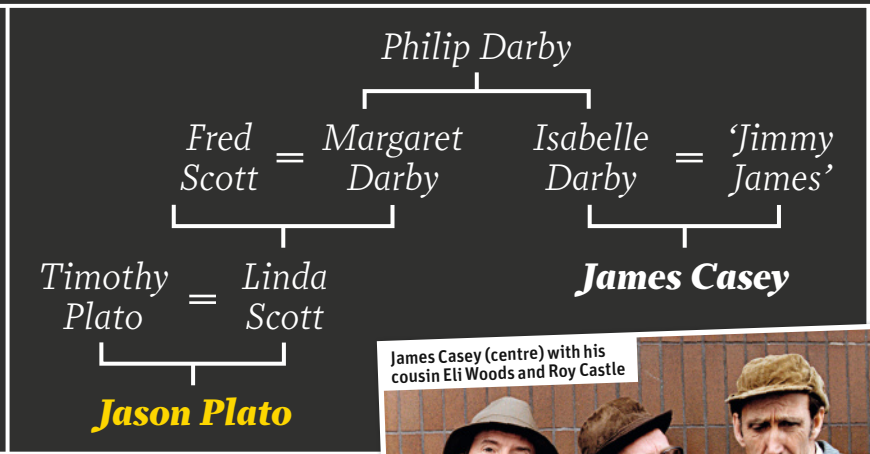 Philip Darby
Fred Scott = Margaret Darby
Isabelle Darby = ‘Jimmy James’
Timothy Plato = Linda Scott
James Casey
Jason Plato
James Casey (centre) with his
cousin Eli Woods and Roy Castle